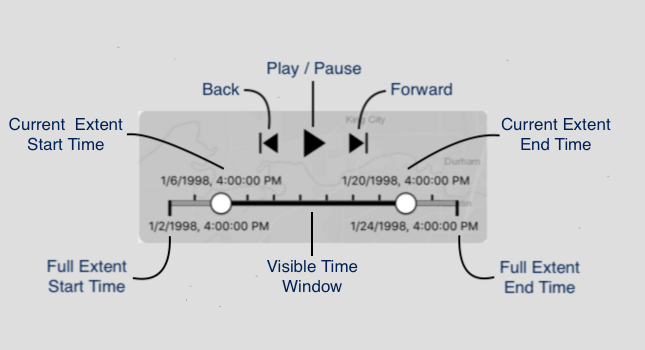 Play / Pause
Back
Forward
Current Extent
Start Time
Current Extent
End Time
King City
Durham
1/6/1998, 4:00:00 PM
1/20/1998, 4:00:00 PM
1/2/1998, 4:00:00 PM
1/24/1998, 4:00:00 PM
Full Extent
Start Time
Visible Time
Window
Full Extent
End Time